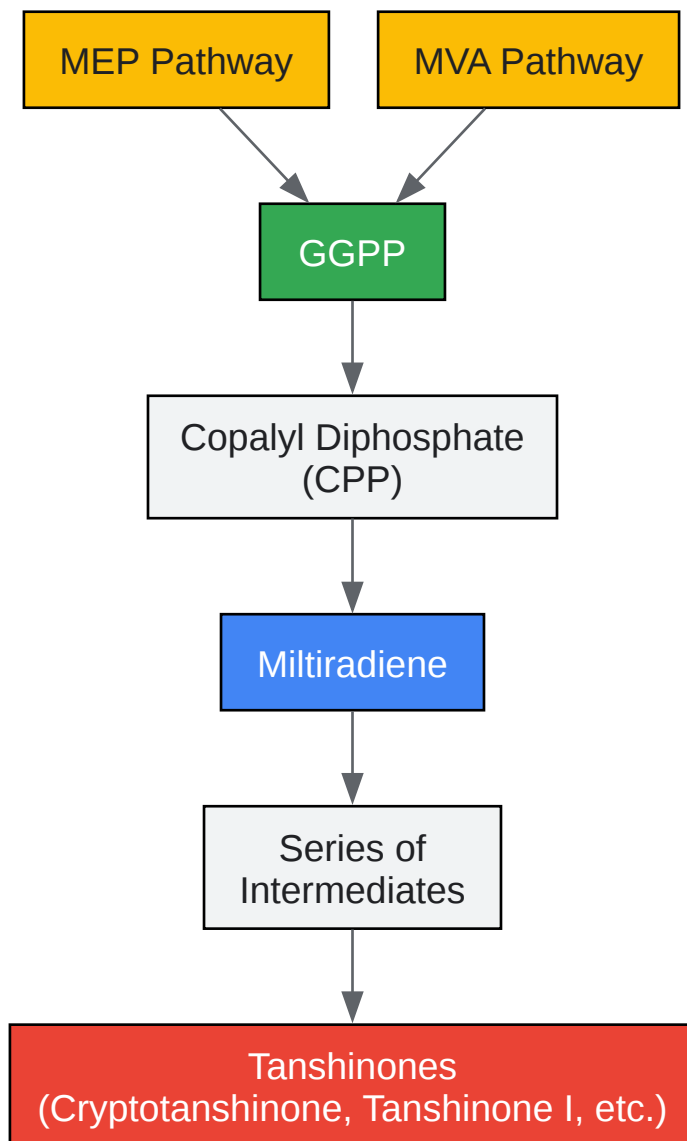 MEP Pathway
MVA Pathway
GGPP
Copalyl Diphosphate
(CPP)
Miltiradiene
Series of
Intermediates
Tanshinones
(Cryptotanshinone, Tanshinone I, etc.)